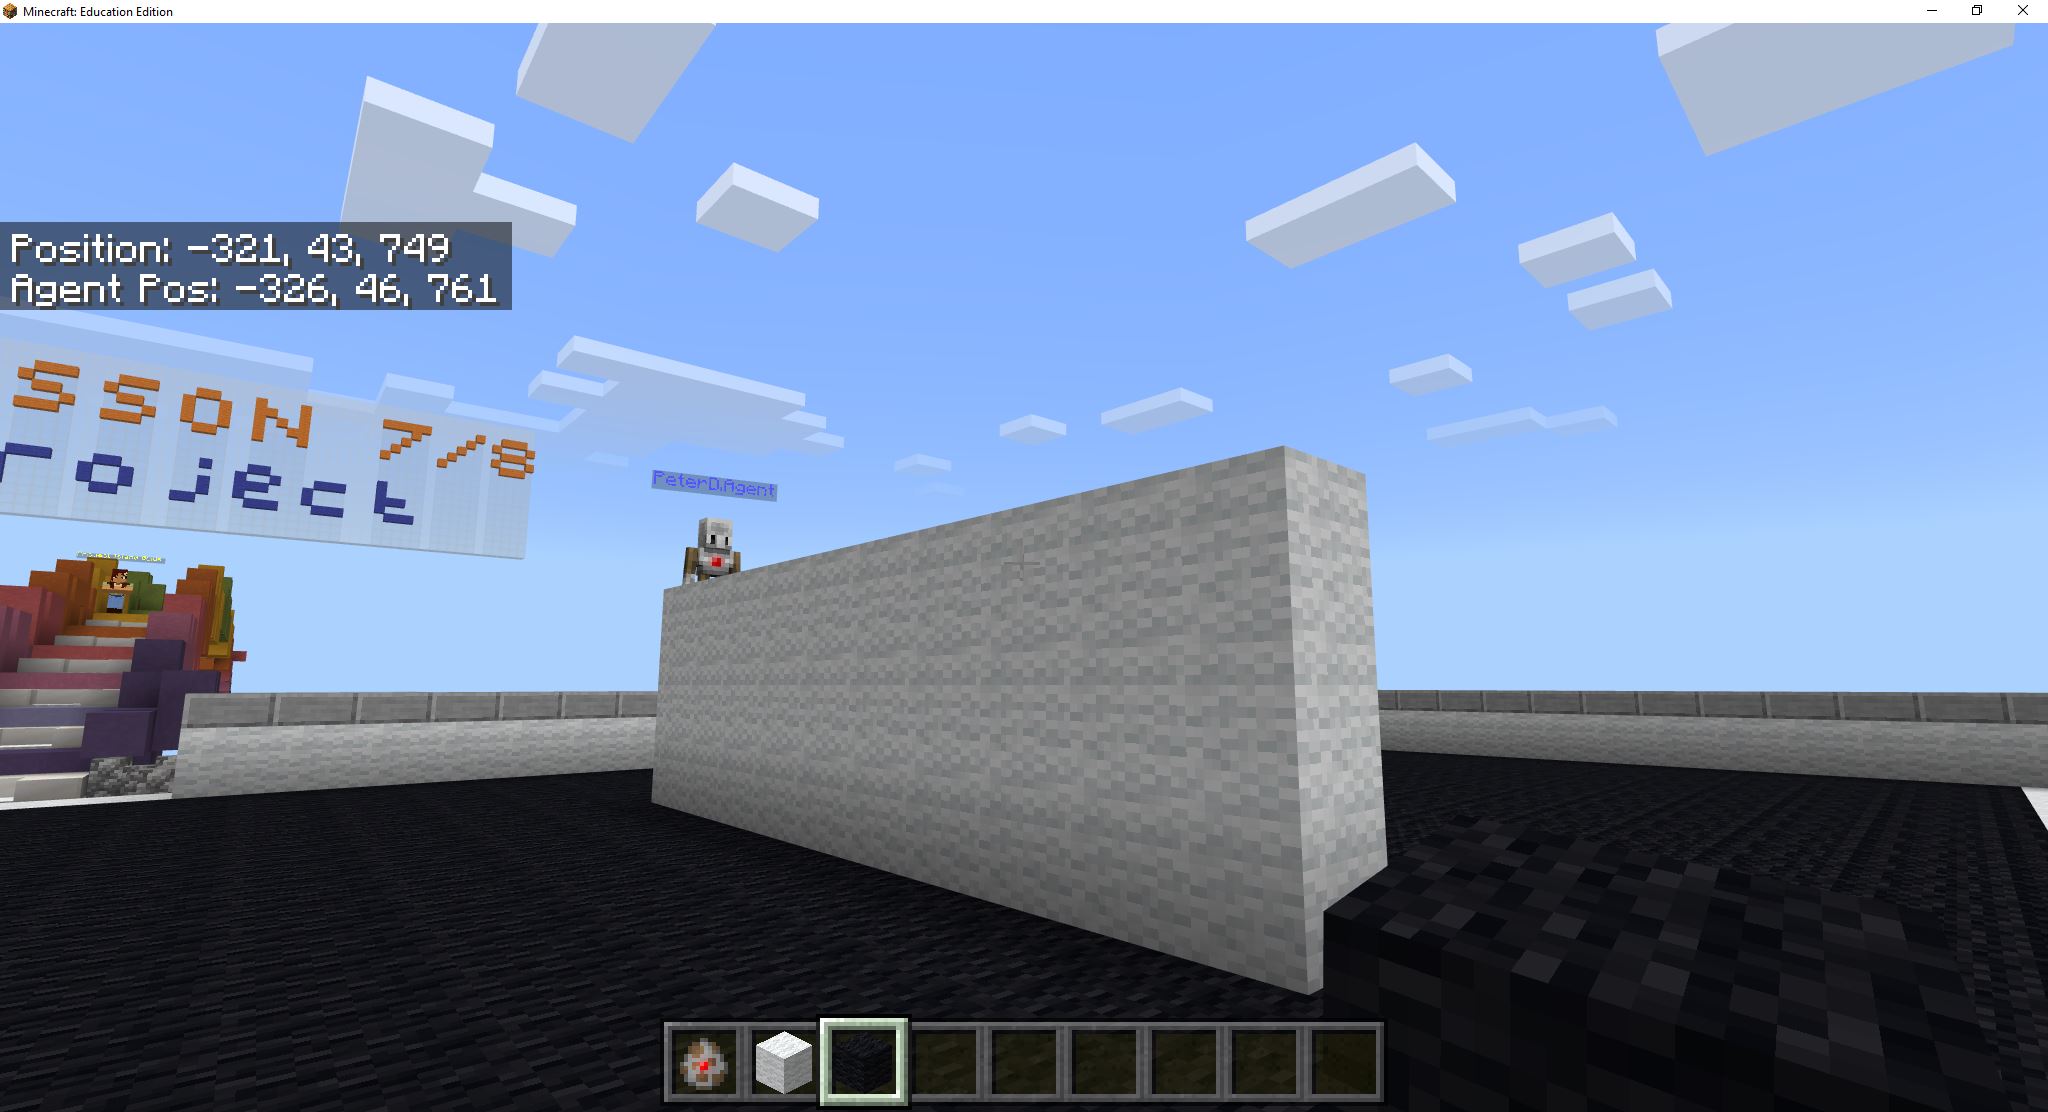 Minecraft: Education Edition
Position: -321, 43, 749
Agent Pos: -326, 46, 761
SSON 7/8
roject
PeterD.Agent